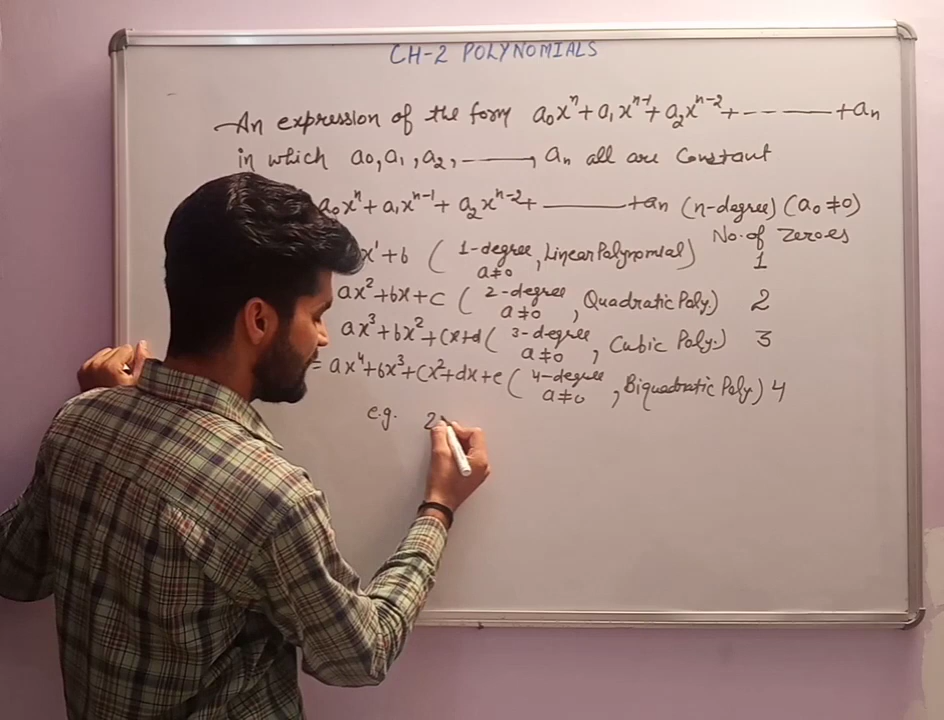 CH-2 POLYNOMIALS
An expression of the form a₀xⁿ + a₁xⁿ⁻¹ + a₂xⁿ⁻² + - - —— + aₙ
in which a₀, a₁, a₂, ——, aₙ all are Constant
a₀xⁿ + a₁xⁿ⁻¹ + a₂xⁿ⁻² + —— + aₙ (n-degree) (a₀ ≠ 0)
No. of Zeroes
x¹ + b (1-degree, Linear Polynomial) a≠0 1
ax² + bx + c (2-degree, Quadratic Poly.) a≠0 2
ax³ + bx² + cx + d (3-degree, Cubic Poly.) a≠0 3
= ax⁴ + bx³ + cx² + dx + e (4-degree, Biquadratic Poly) a≠0 4
e.g. 2